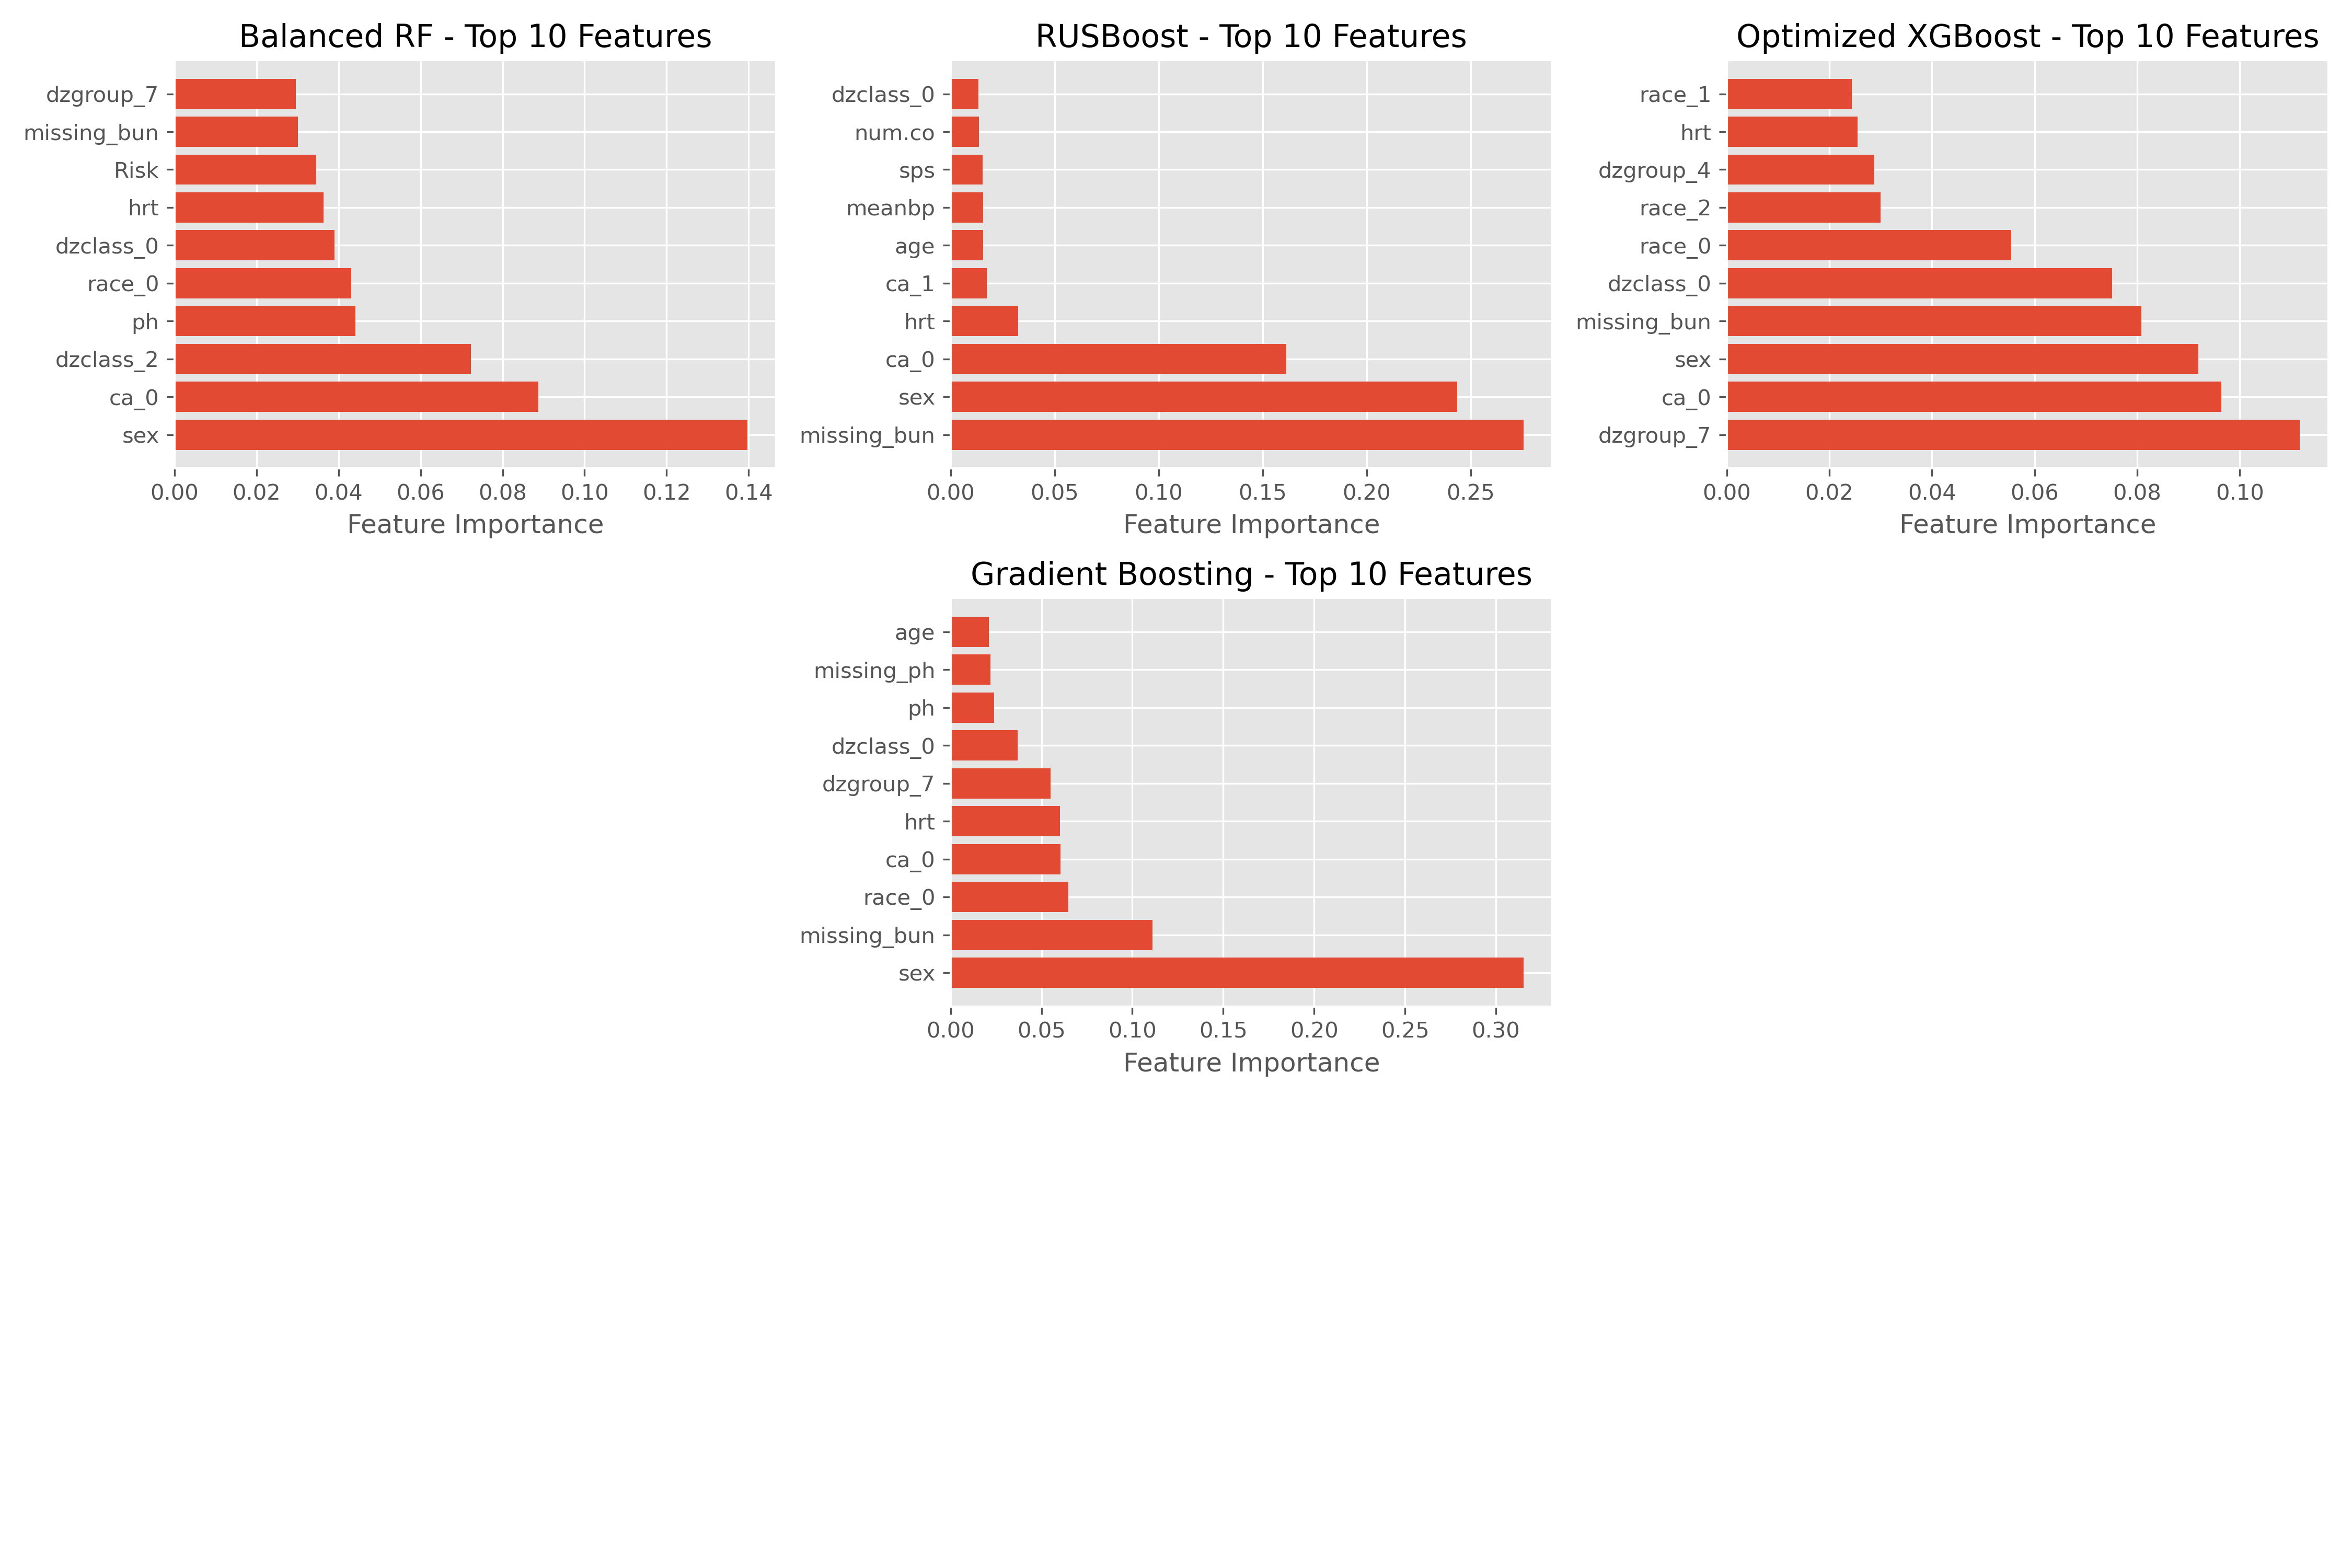 Balanced RF - Top 10 Features
dzgroup_7
missing_bun
Risk
hrt
dzclass_0
race_0
ph
dzclass_2
ca_0
sex
0.00 0.02 0.04 0.06 0.08 0.10 0.12 0.14
Feature Importance
RUSBoost - Top 10 Features
dzclass_0
num.co
sps
meanbp
age
ca_1
hrt
ca_0
sex
missing_bun
0.00 0.05 0.10 0.15 0.20 0.25
Feature Importance
Optimized XGBoost - Top 10 Features
race_1
hrt
dzgroup_4
race_2
race_0
dzclass_0
missing_bun
sex
ca_0
dzgroup_7
0.00 0.02 0.04 0.06 0.08 0.10
Feature Importance
Gradient Boosting - Top 10 Features
age
missing_ph
ph
dzclass_0
dzgroup_7
hrt
ca_0
race_0
missing_bun
sex
0.00 0.05 0.10 0.15 0.20 0.25 0.30
Feature Importance